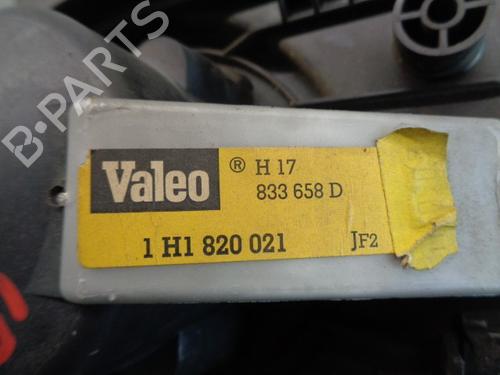 B-PARTS
Valeo
® H 17
833 658 D
1 H1 820 021 JF2